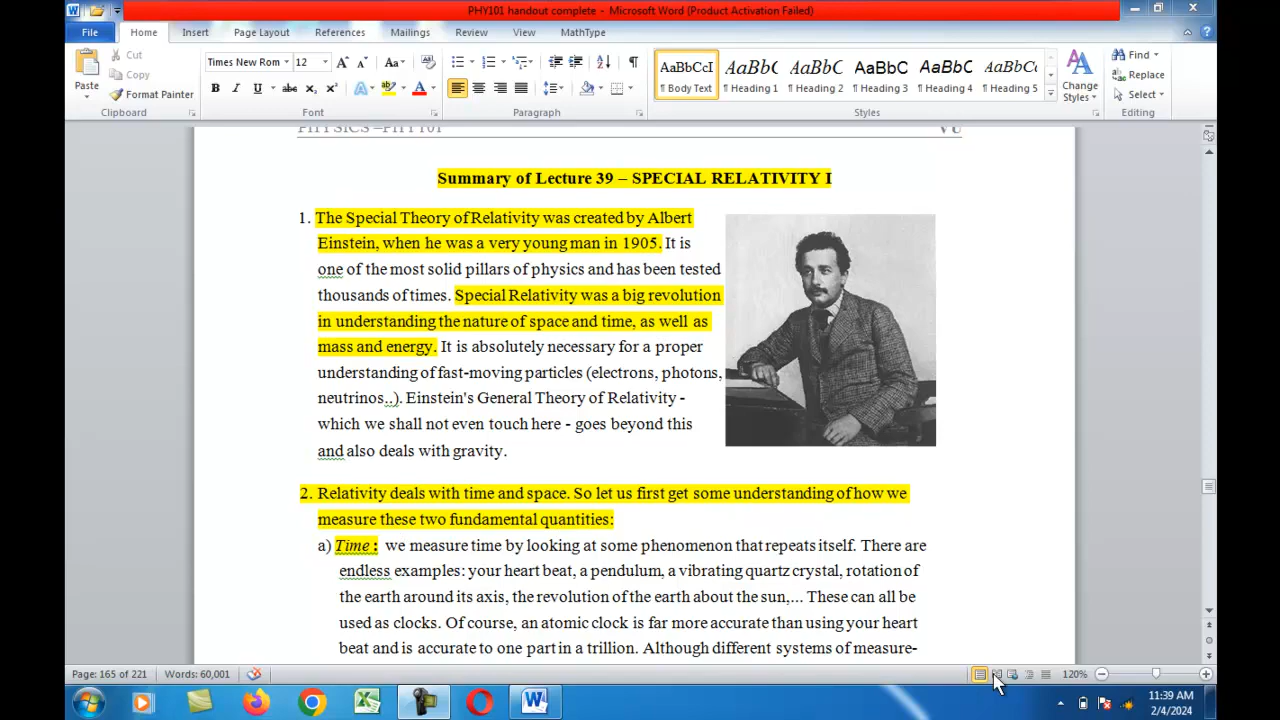 PHY101 handout complete - Microsoft Word (Product Activation Failed)
File Home Insert Page Layout References Mailings Review View MathType
Paste
Cut
Copy
Format Painter
Clipboard
Times New Rom 12
Font
Paragraph
AaBbCcI AaBbC AaBbC AaBbC AaBbC AaBbCc
¶ Body Text ¶ Heading 1 ¶ Heading 2 ¶ Heading 3 ¶ Heading 4 ¶ Heading 5
Change
Styles
Styles
Find
Replace
Select
Editing
PHYSICS –PHY101 VU
Summary of Lecture 39 – SPECIAL RELATIVITY I
1. The Special Theory of Relativity was created by Albert
Einstein, when he was a very young man in 1905. It is
one of the most solid pillars of physics and has been tested
thousands of times. Special Relativity was a big revolution
in understanding the nature of space and time, as well as
mass and energy. It is absolutely necessary for a proper
understanding of fast-moving particles (electrons, photons,
neutrinos..). Einstein's General Theory of Relativity -
which we shall not even touch here - goes beyond this
and also deals with gravity.
2. Relativity deals with time and space. So let us first get some understanding of how we
measure these two fundamental quantities:
a) Time : we measure time by looking at some phenomenon that repeats itself. There are
endless examples: your heart beat, a pendulum, a vibrating quartz crystal, rotation of
the earth around its axis, the revolution of the earth about the sun,... These can all be
used as clocks. Of course, an atomic clock is far more accurate than using your heart
beat and is accurate to one part in a trillion. Although different systems of measure-
Page: 165 of 221 Words: 60,001 120%
11:39 AM
2/4/2024